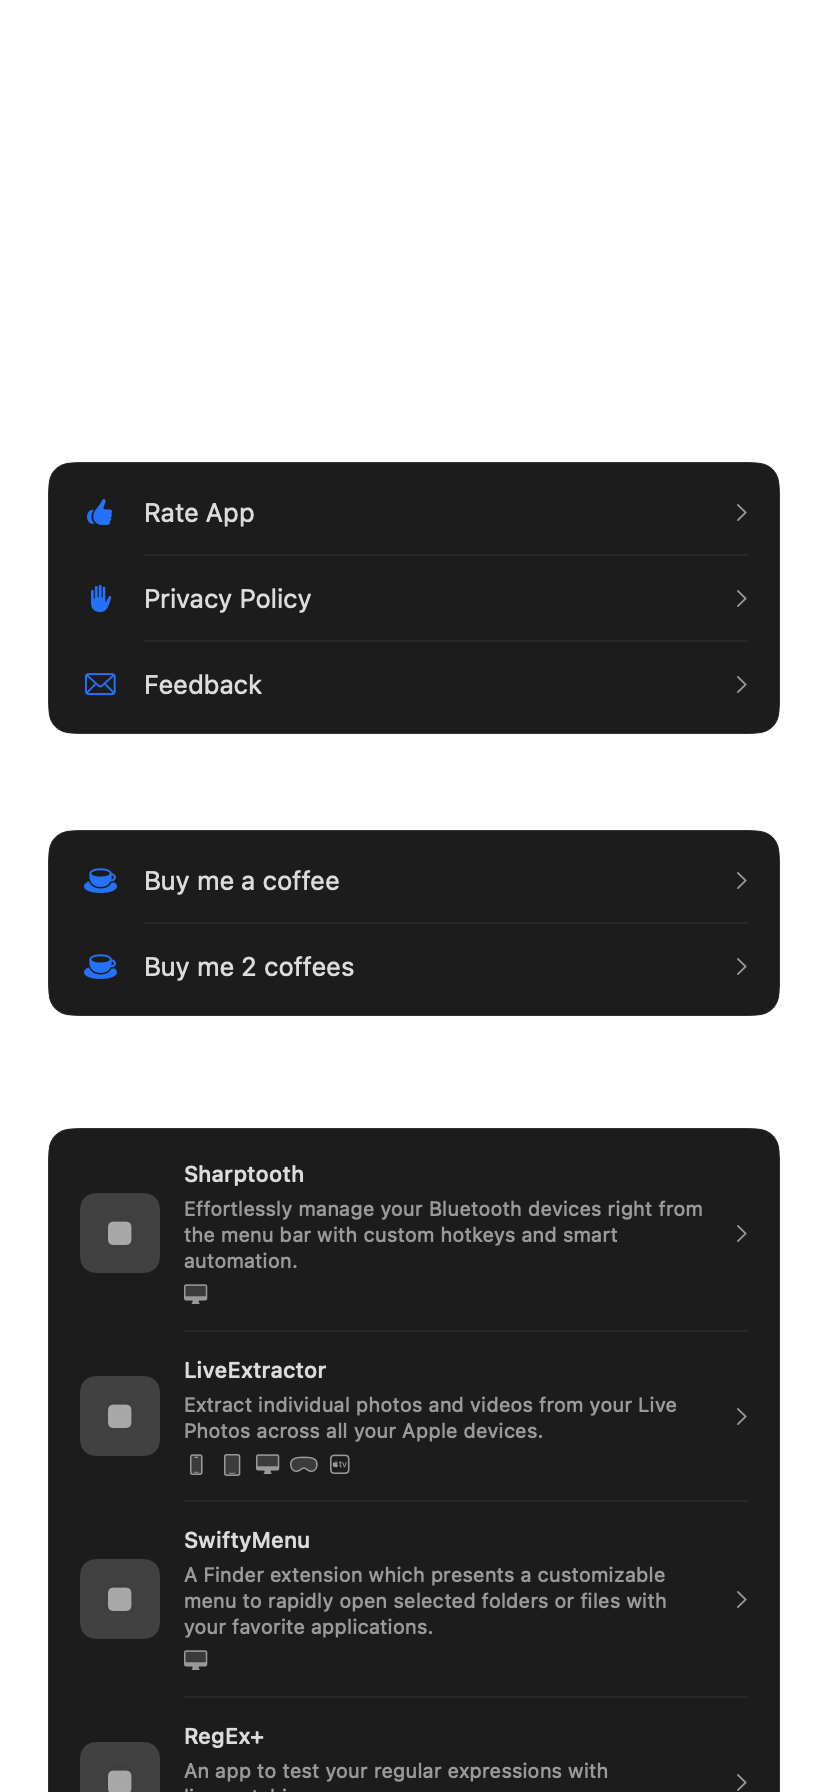 Rate App
Privacy Policy
Feedback
Buy me a coffee
Buy me 2 coffees
Sharptooth
Effortlessly manage your Bluetooth devices right from
the menu bar with custom hotkeys and smart
automation.
LiveExtractor
Extract individual photos and videos from your Live
Photos across all your Apple devices.
tv
SwiftyMenu
A Finder extension which presents a customizable
menu to rapidly open selected folders or files with
your favorite applications.
RegEx+
An app to test your regular expressions with